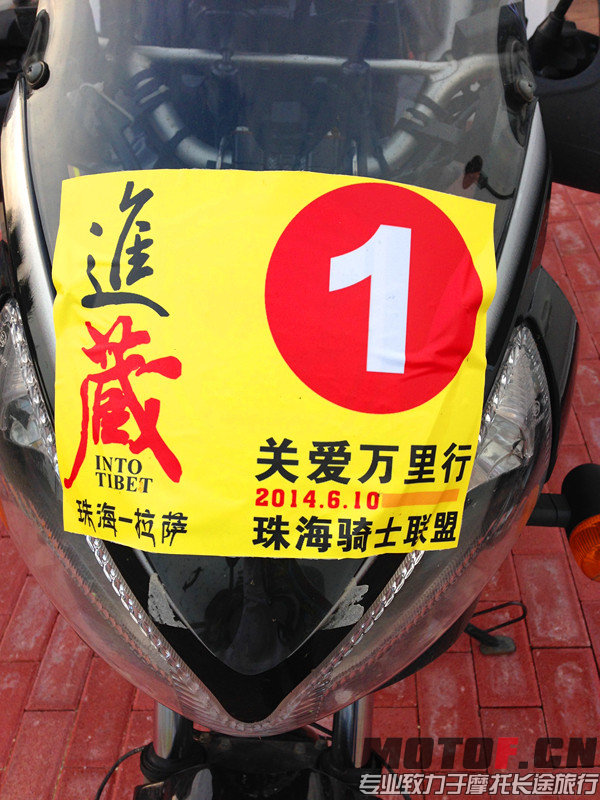 進
藏
INTO
TIBET
珠海一拉萨
1
关爱万里行
2014.6.10
珠海骑士联盟
MOTOF.CN
专业致力于摩托长途旅行